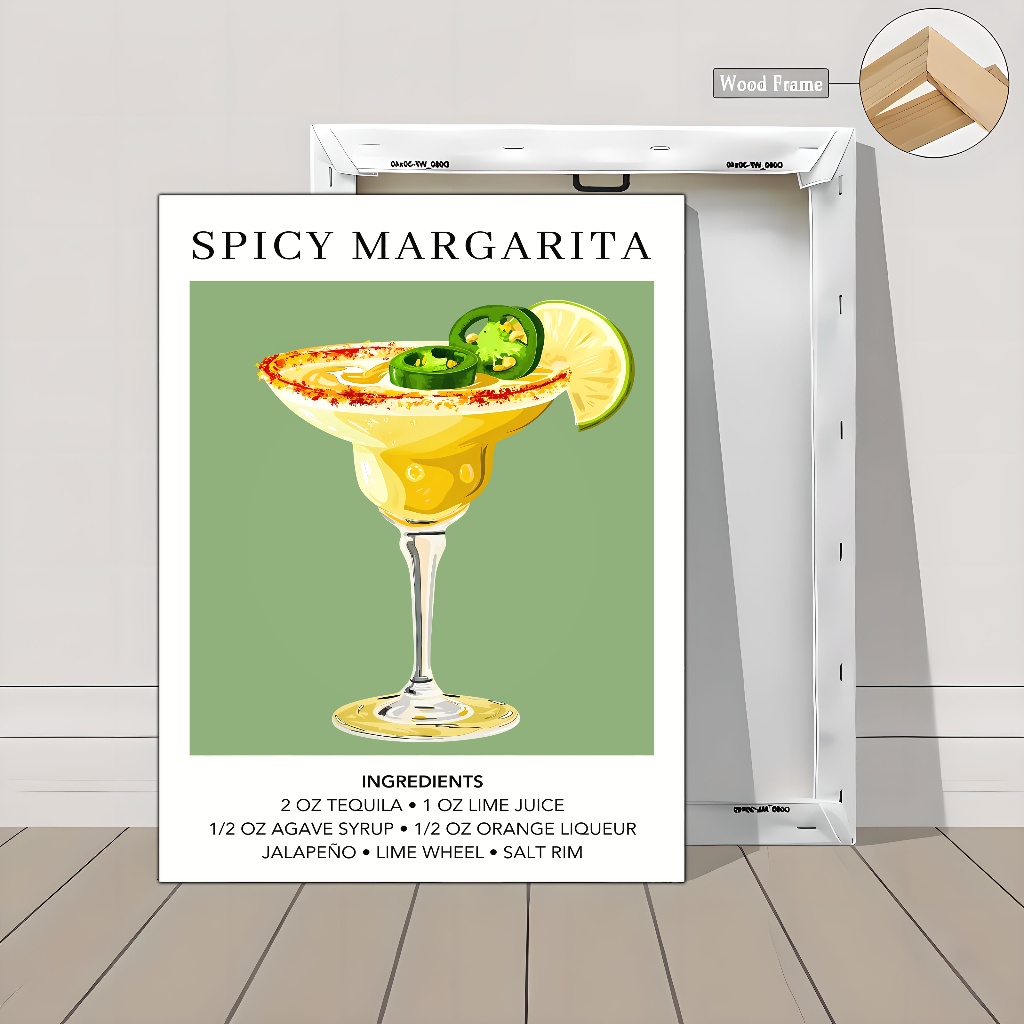 Wood Frame
SPICY MARGARITA
INGREDIENTS
2 OZ TEQUILA • 1 OZ LIME JUICE
1/2 OZ AGAVE SYRUP • 1/2 OZ ORANGE LIQUEUR
JALAPEÑO • LIME WHEEL • SALT RIM